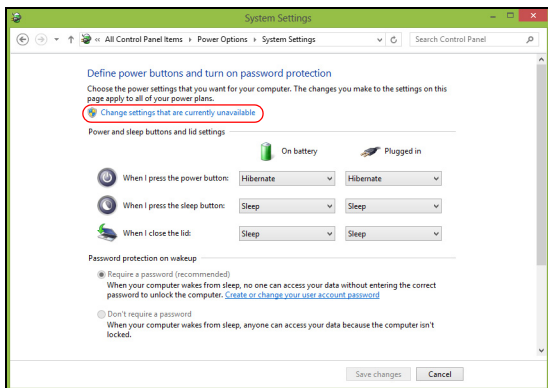 System Settings
« All Control Panel Items Power Options System Settings
Search Control Panel
Define power buttons and turn on password protection
Choose the power settings that you want for your computer. The changes you make to the settings on this
page apply to all of your power plans.
Change settings that are currently unavailable
Power and sleep buttons and lid settings
On battery Plugged in
When I press the power button: Hibernate Hibernate
When I press the sleep button: Sleep Sleep
When I close the lid: Sleep Sleep
Password protection on wakeup
Require a password (recommended)
When your computer wakes from sleep, no one can access your data without entering the correct
password to unlock the computer. Create or change your user account password
Don't require a password
When your computer wakes from sleep, anyone can access your data because the computer isn't
locked.
Save changes Cancel